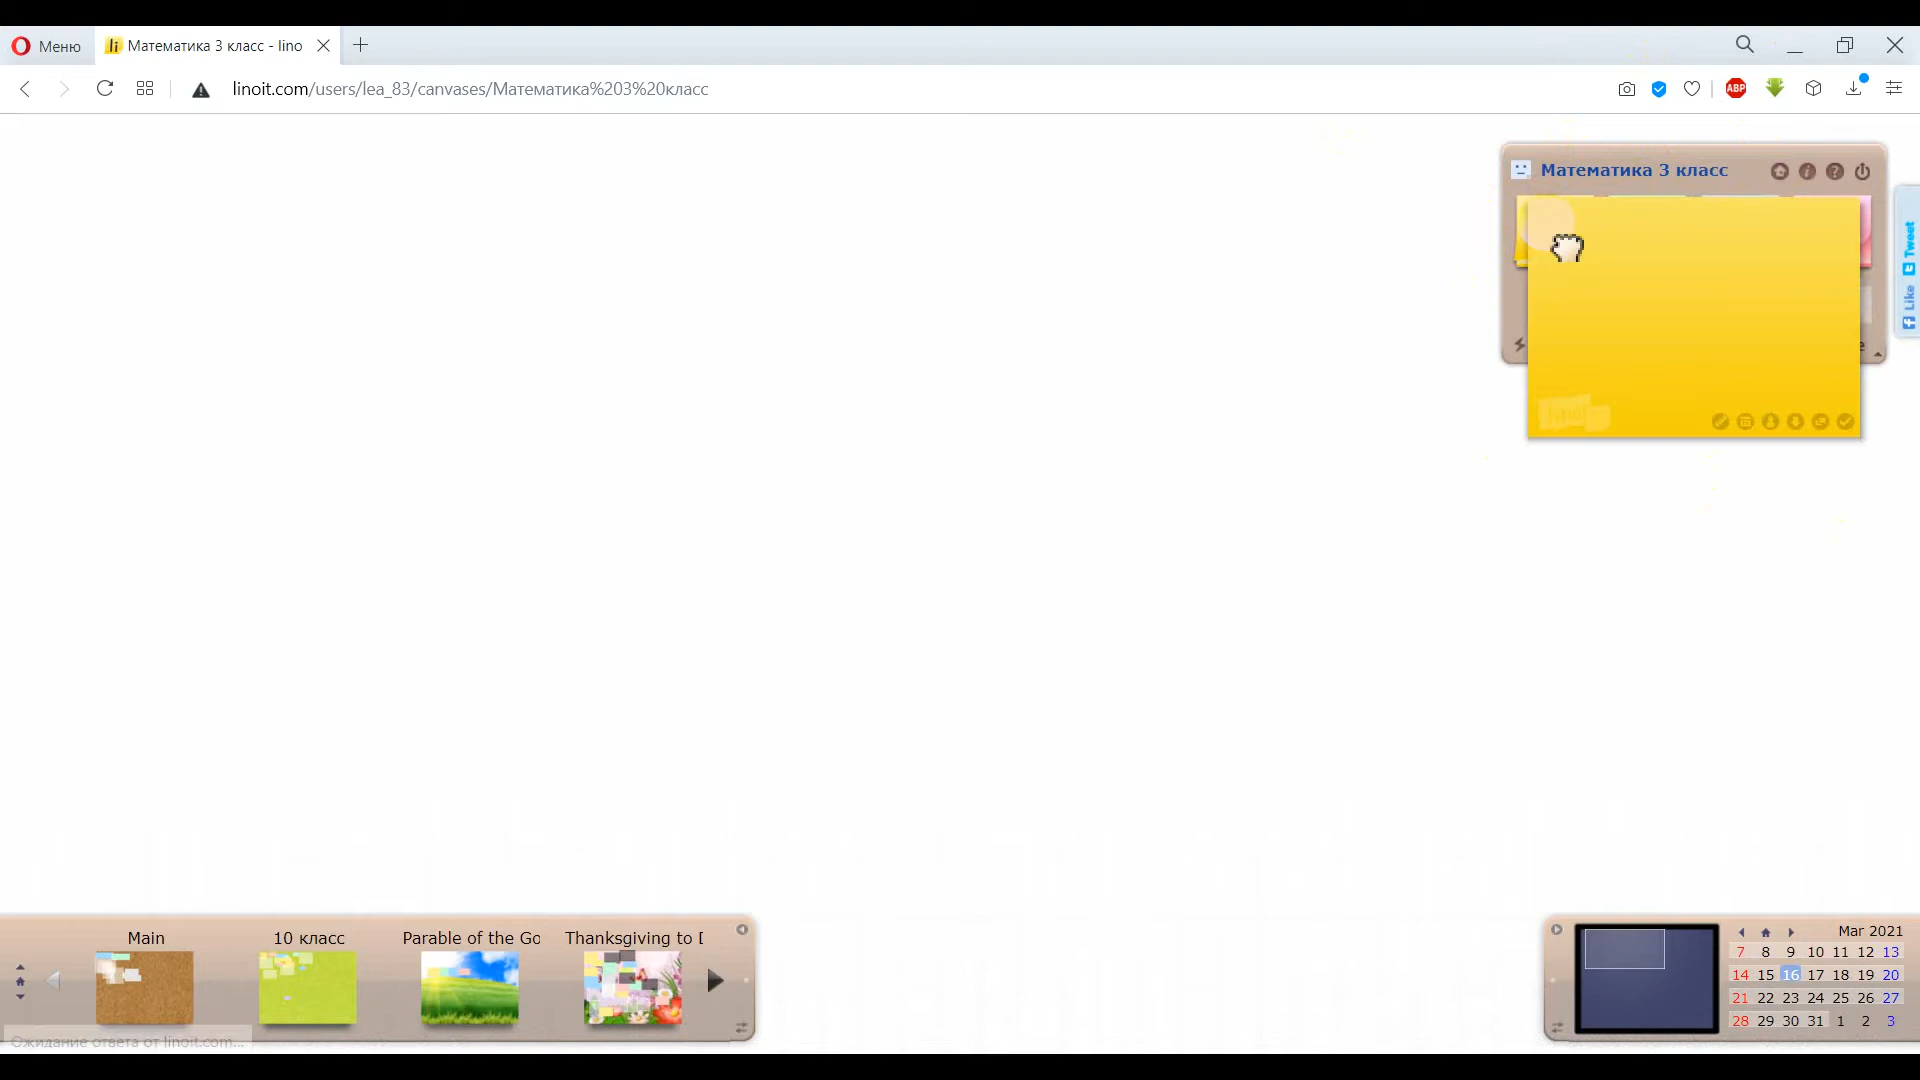 Меню
li
Математика 3 класс - lino
linoit.com/users/lea_83/canvases/Математика%203%20класс
ABP
Математика 3 класс
Tweet
Like
Main
10 класс
Parable of the Go
Thanksgiving to
Mar 2021
7 8 9 10 11 12 13
14 15 16 17 18 19 20
21 22 23 24 25 26 27
28 29 30 31 1 2 3
Ожидание ответа от linoit.com...